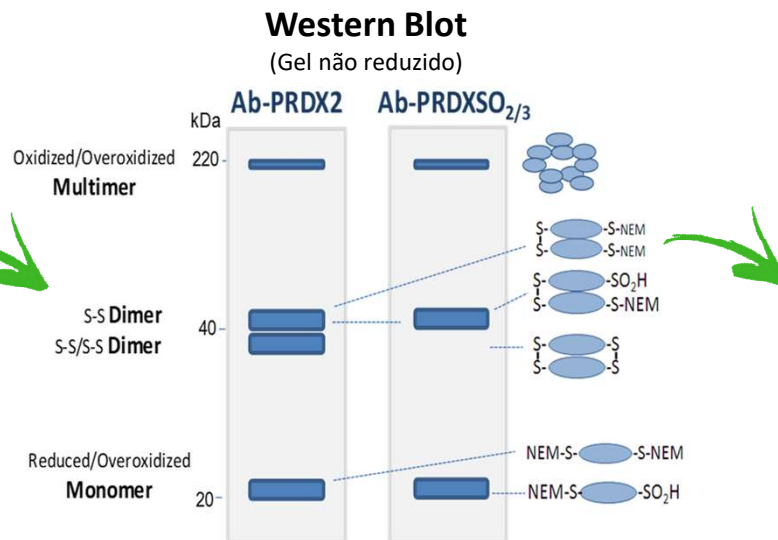 Western Blot
(Gel não reduzido)
Ab-PRDX2 Ab-PRDXSO2/3
kDa
Oxidized/Overoxidized
Multimer
220
S-S Dimer
S-S/S-S Dimer
40
Reduced/Overoxidized
Monomer
20
S- -S-NEM
S- -S-NEM
S- -SO2H
S- -S-NEM
S- -S
S- -S
NEM-S- -S-NEM
NEM-S- -SO2H